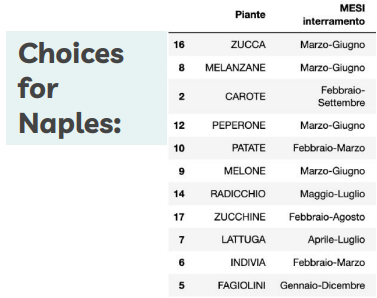 Choices
for
Naples:
Piante MESI
interramento
16 ZUCCA Marzo-Giugno
8 MELANZANE Marzo-Giugno
2 CAROTE Febbraio-
Settembre
12 PEPERONE Marzo-Giugno
10 PATATE Febbraio-Marzo
9 MELONE Marzo-Giugno
14 RADICCHIO Maggio-Luglio
17 ZUCCHINE Febbraio-Agosto
7 LATTUGA Aprile-Luglio
6 INDIVIA Febbraio-Marzo
5 FAGIOLINI Gennaio-Dicembre